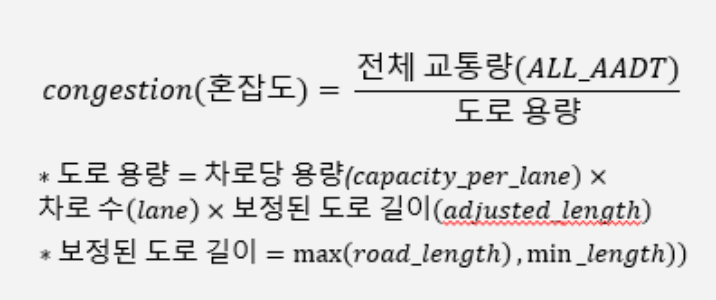 congestion(혼잡도) = 전체 교통량(ALL_AADT) / 도로 용량
* 도로 용량 = 차로당 용량(capacity_per_lane) ×
차로 수(lane) × 보정된 도로 길이(adjusted_length)
* 보정된 도로 길이 = max(road_length) , min _length))